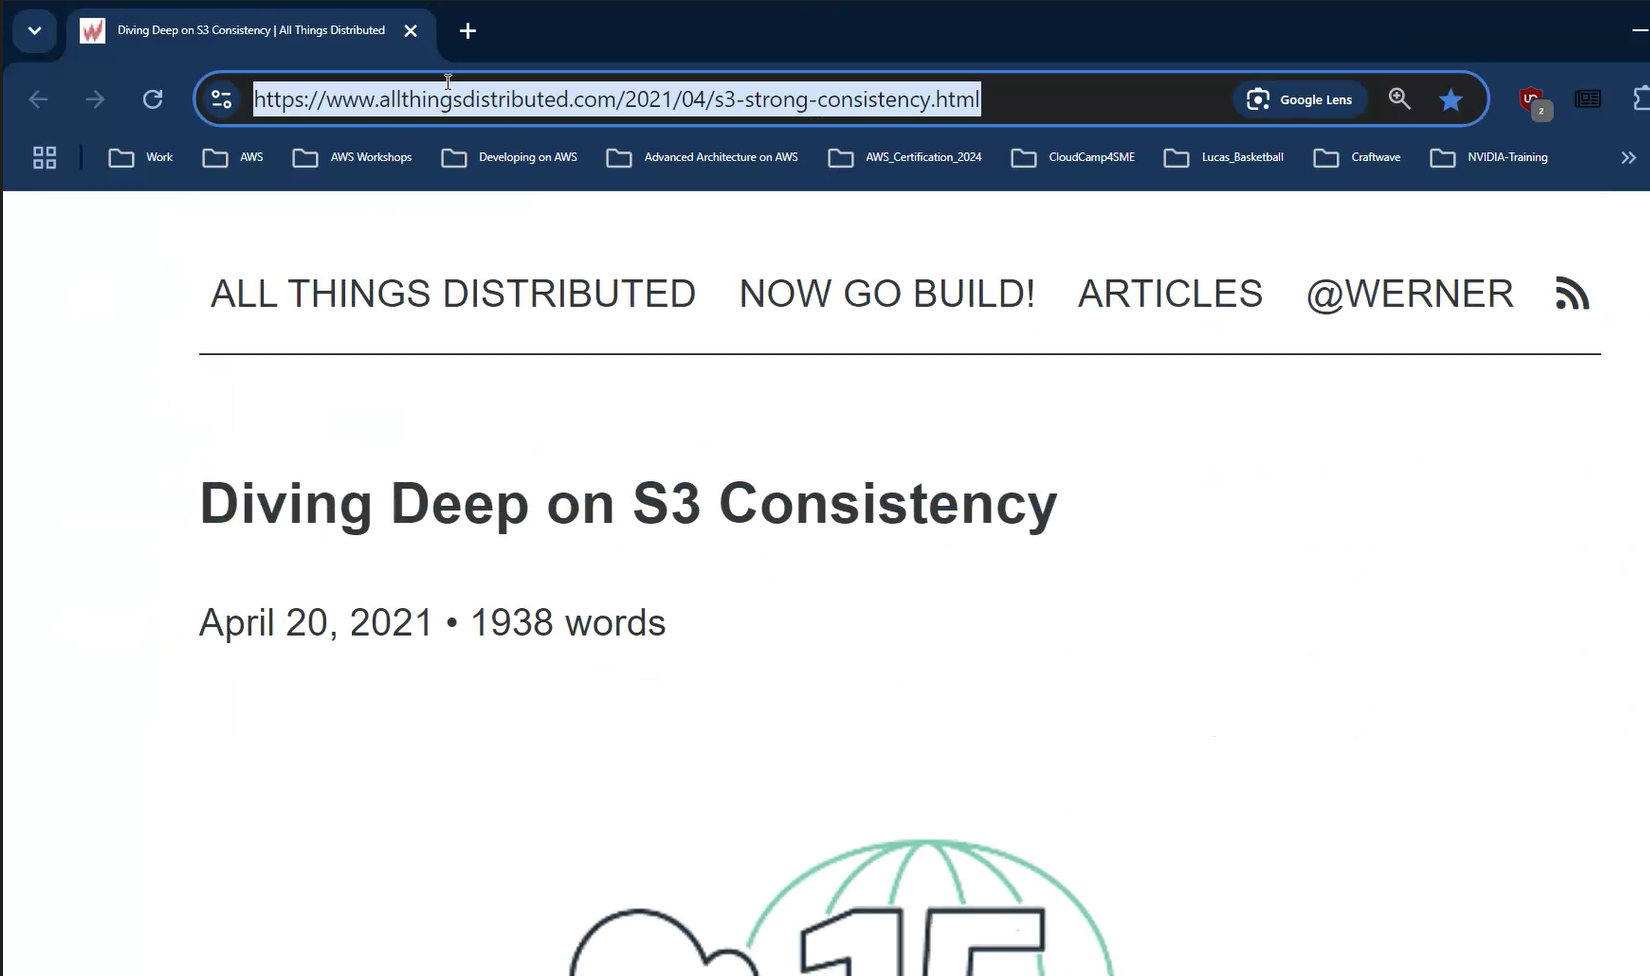 Diving Deep on S3 Consistency | All Things Distributed
https://www.allthingsdistributed.com/2021/04/s3-strong-consistency.html
Google Lens
2
Work
AWS
AWS Workshops
Developing on AWS
Advanced Architecture on AWS
AWS_Certification_2024
CloudCamp4SME
Lucas_Basketball
Craftwave
NVIDIA-Training
ALL THINGS DISTRIBUTED
NOW GO BUILD!
ARTICLES
@WERNER
Diving Deep on S3 Consistency
April 20, 2021 • 1938 words
15